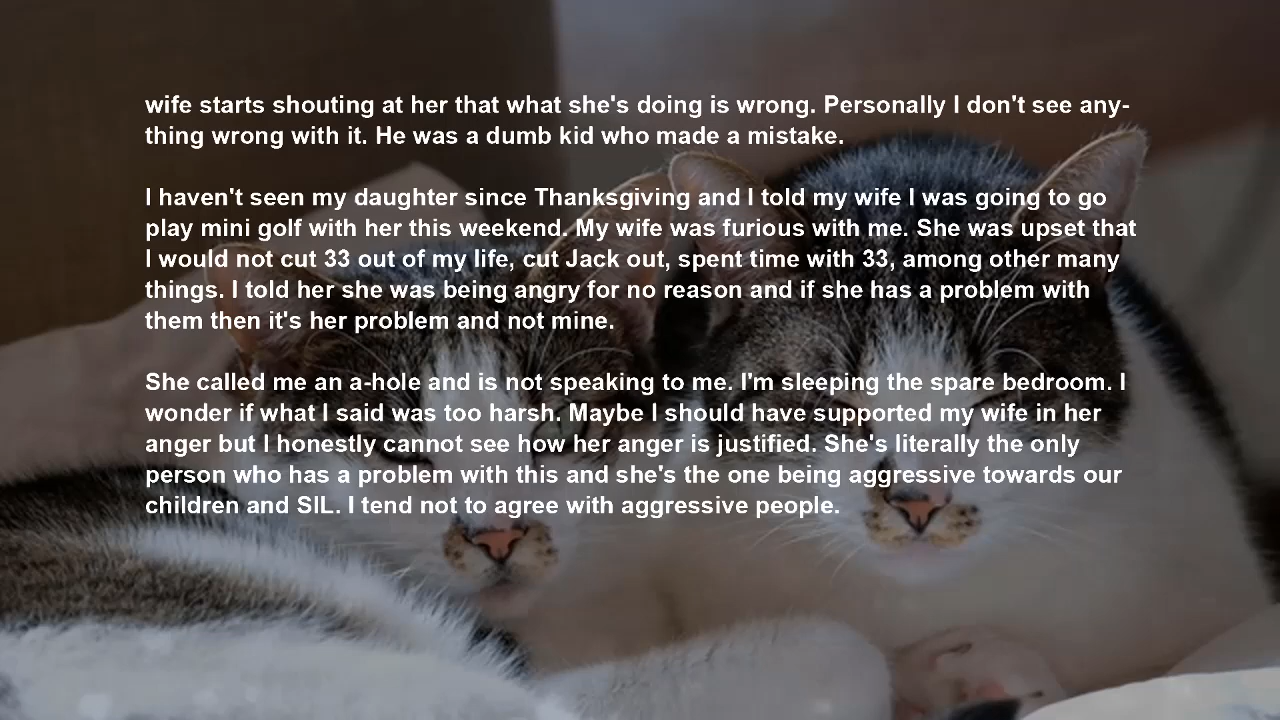 wife starts shouting at her that what she's doing is wrong. Personally I don't see any-
thing wrong with it. He was a dumb kid who made a mistake.
I haven't seen my daughter since Thanksgiving and I told my wife I was going to go
play mini golf with her this weekend. My wife was furious with me. She was upset that
I would not cut 33 out of my life, cut Jack out, spent time with 33, among other many
things. I told her she was being angry for no reason and if she has a problem with
them then it's her problem and not mine.
She called me an a-hole and is not speaking to me. I'm sleeping the spare bedroom. I
wonder if what I said was too harsh. Maybe I should have supported my wife in her
anger but I honestly cannot see how her anger is justified. She's literally the only
person who has a problem with this and she's the one being aggressive towards our
children and SIL. I tend not to agree with aggressive people.